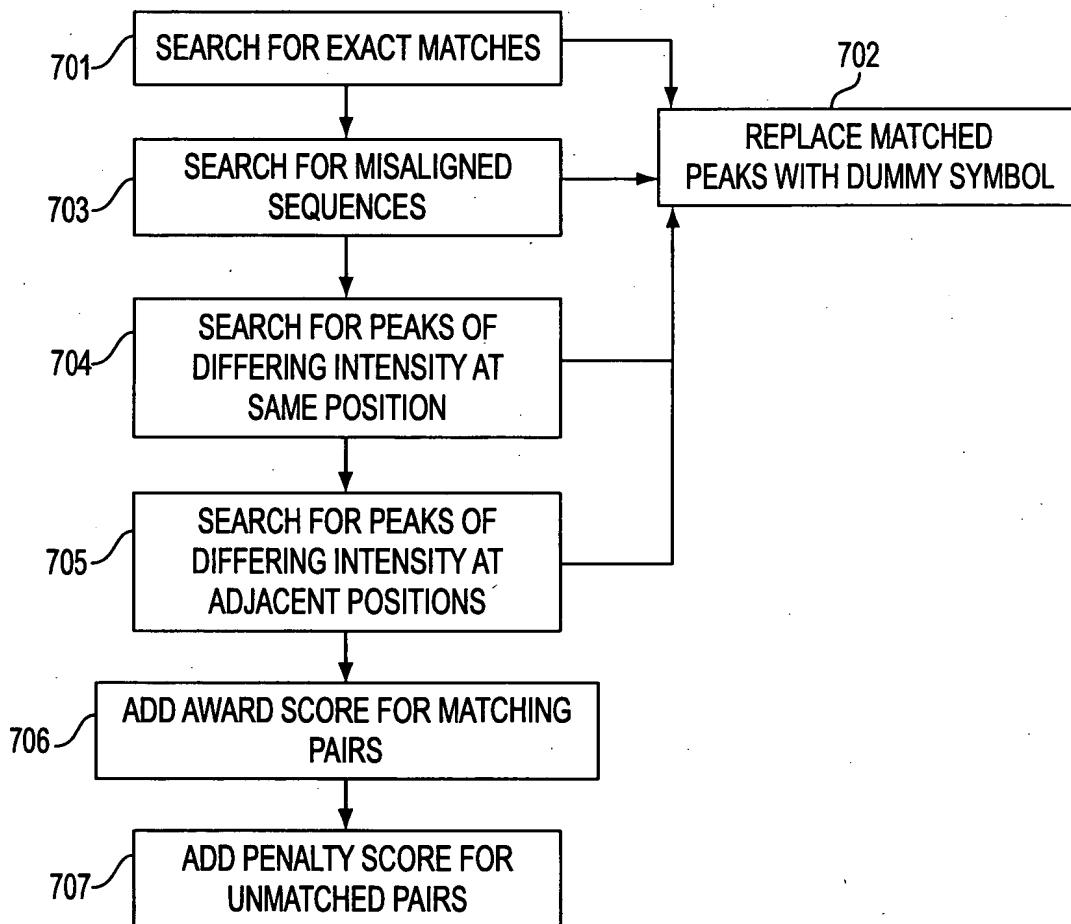 701
SEARCH FOR EXACT MATCHES
702
REPLACE MATCHED
PEAKS WITH DUMMY SYMBOL
703
SEARCH FOR MISALIGNED
SEQUENCES
704
SEARCH FOR PEAKS OF
DIFFERING INTENSITY AT
SAME POSITION
705
SEARCH FOR PEAKS OF
DIFFERING INTENSITY AT
ADJACENT POSITIONS
706
ADD AWARD SCORE FOR MATCHING
PAIRS
707
ADD PENALTY SCORE FOR
UNMATCHED PAIRS